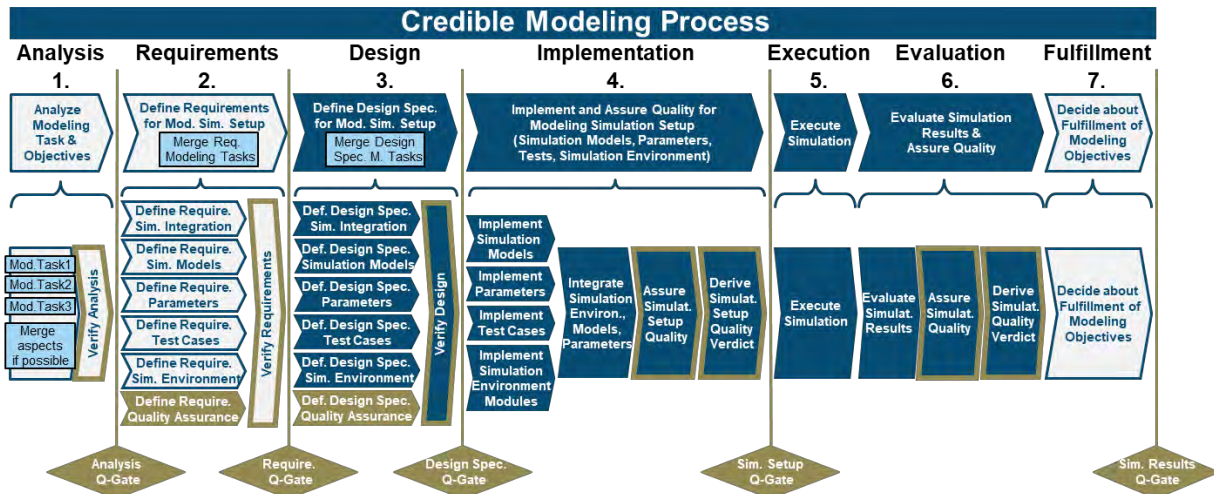 Credible Modeling Process
Analysis
1.
Requirements
2.
Design
3.
Implementation
4.
Execution
5.
Evaluation
6.
Fulfillment
7.
Analyze
Modeling
Task &
Objectives
Define Requirements
for Mod. Sim. Setup
Merge Req.
Modeling Tasks
Define Design Spec.
for Mod. Sim. Setup
Merge Design
Spec. M. Tasks
Implement and Assure Quality for
Modeling Simulation Setup
(Simulation Models, Parameters,
Tests, Simulation Environment)
Execute
Simulation
Evaluate Simulation
Results &
Assure Quality
Decide about
Fulfillment of
Modeling
Objectives
Mod.Task1
Mod.Task2
Mod.Task3
Merge
aspects
if possible
Verify Analysis
Define Require.
Sim. Integration
Define Require.
Sim. Models
Define Require.
Parameters
Define Require.
Test Cases
Define Require.
Sim. Environment
Define Require.
Quality Assurance
Verify Requirements
Def. Design Spec.
Sim. Integration
Def. Design Spec.
Simulation Models
Def. Design Spec.
Parameters
Def. Design Spec.
Test Cases
Def. Design Spec.
Sim. Environment
Def. Design Spec.
Quality Assurance
Verify Design
Implement
Simulation
Models
Implement
Parameters
Implement
Test Cases
Implement
Simulation
Environment
Modules
Integrate
Simulation
Environ.,
Models,
Parameters
Assure
Simulat.
Setup
Quality
Derive
Simulat.
Setup
Quality
Verdict
Execute
Simulation
Evaluate
Simulat.
Results
Assure
Simulat.
Quality
Derive
Simulat.
Quality
Verdict
Decide about
Fulfillment of
Modeling
Objectives
Analysis
Q-Gate
Require.
Q-Gate
Design Spec.
Q-Gate
Sim. Setup
Q-Gate
Sim. Results
Q-Gate